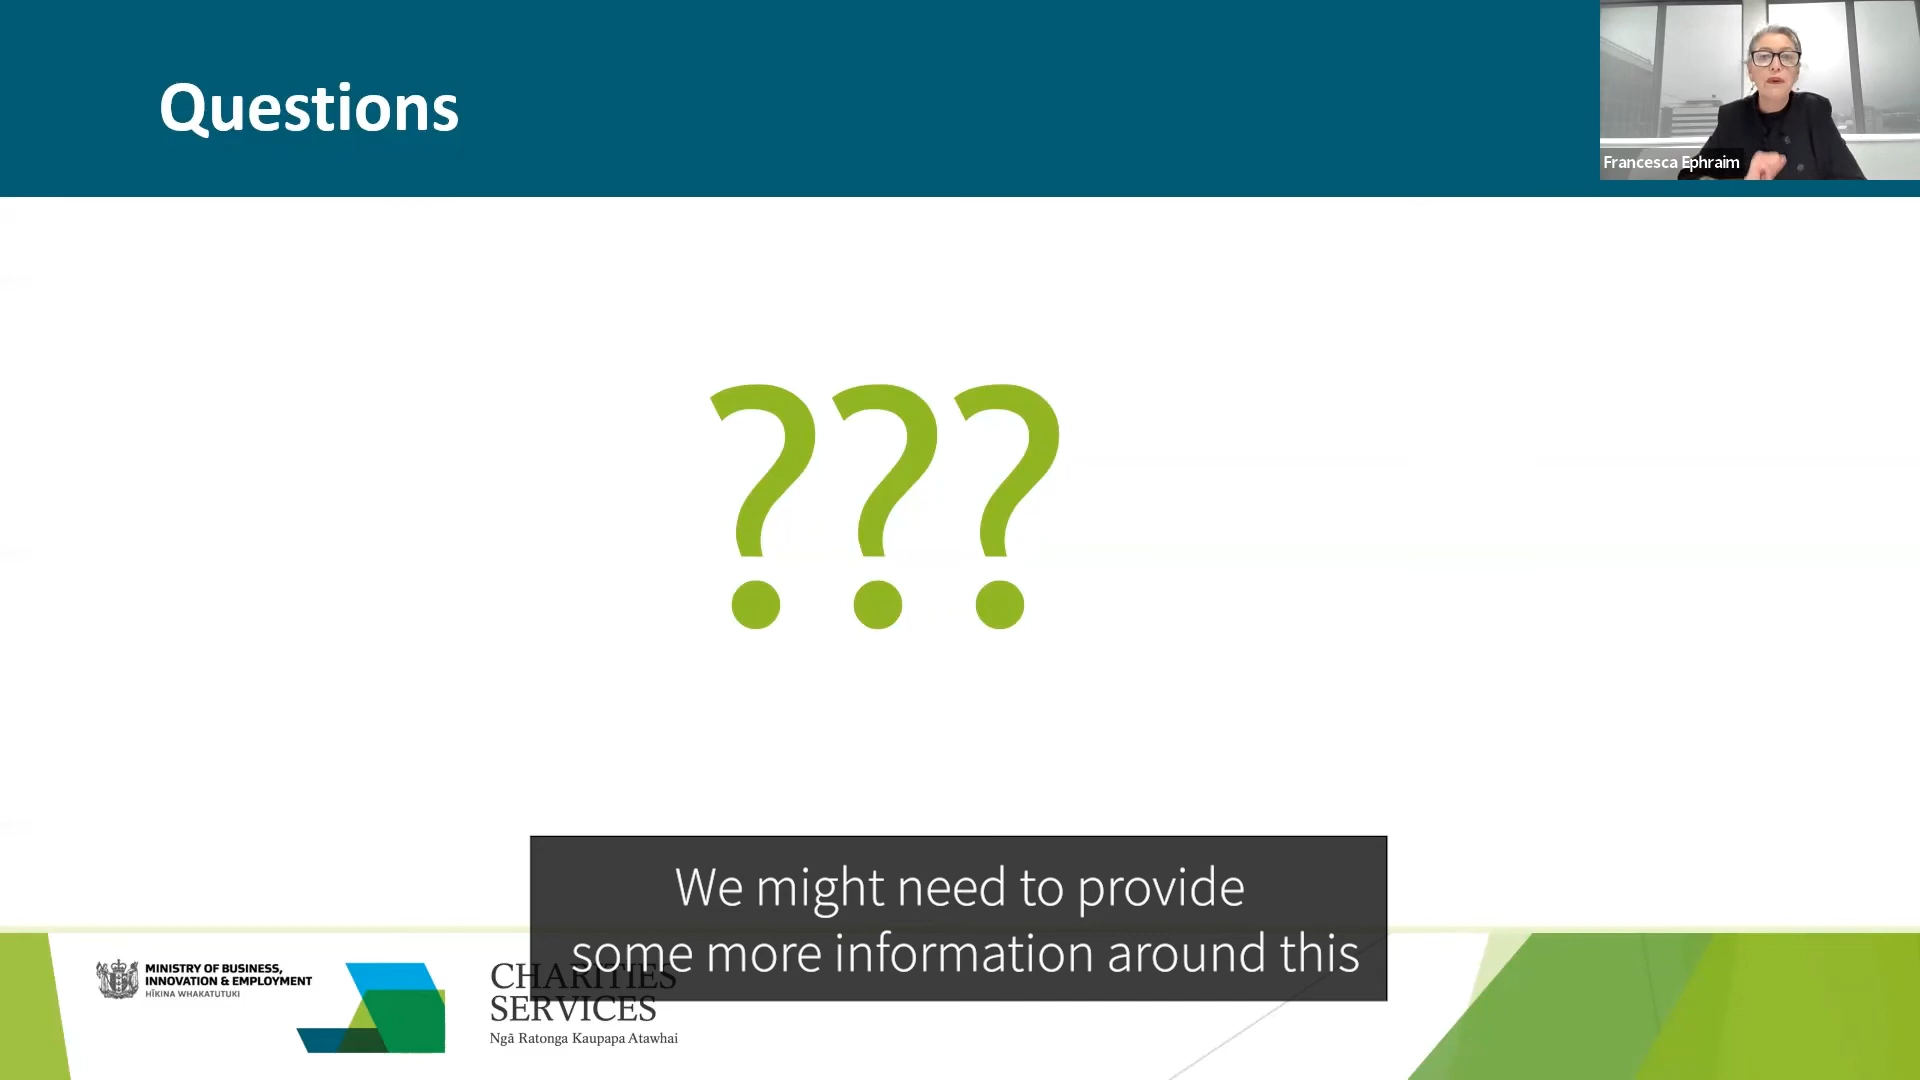 Questions
Francesca Ephraim
???
We might need to provide
some more information around this
MINISTRY OF BUSINESS,
INNOVATION & EMPLOYMENT
HĪKINA WHAKATUTUKI
CHARITIES
SERVICES
Ngā Ratonga Kaupapa Atawhai